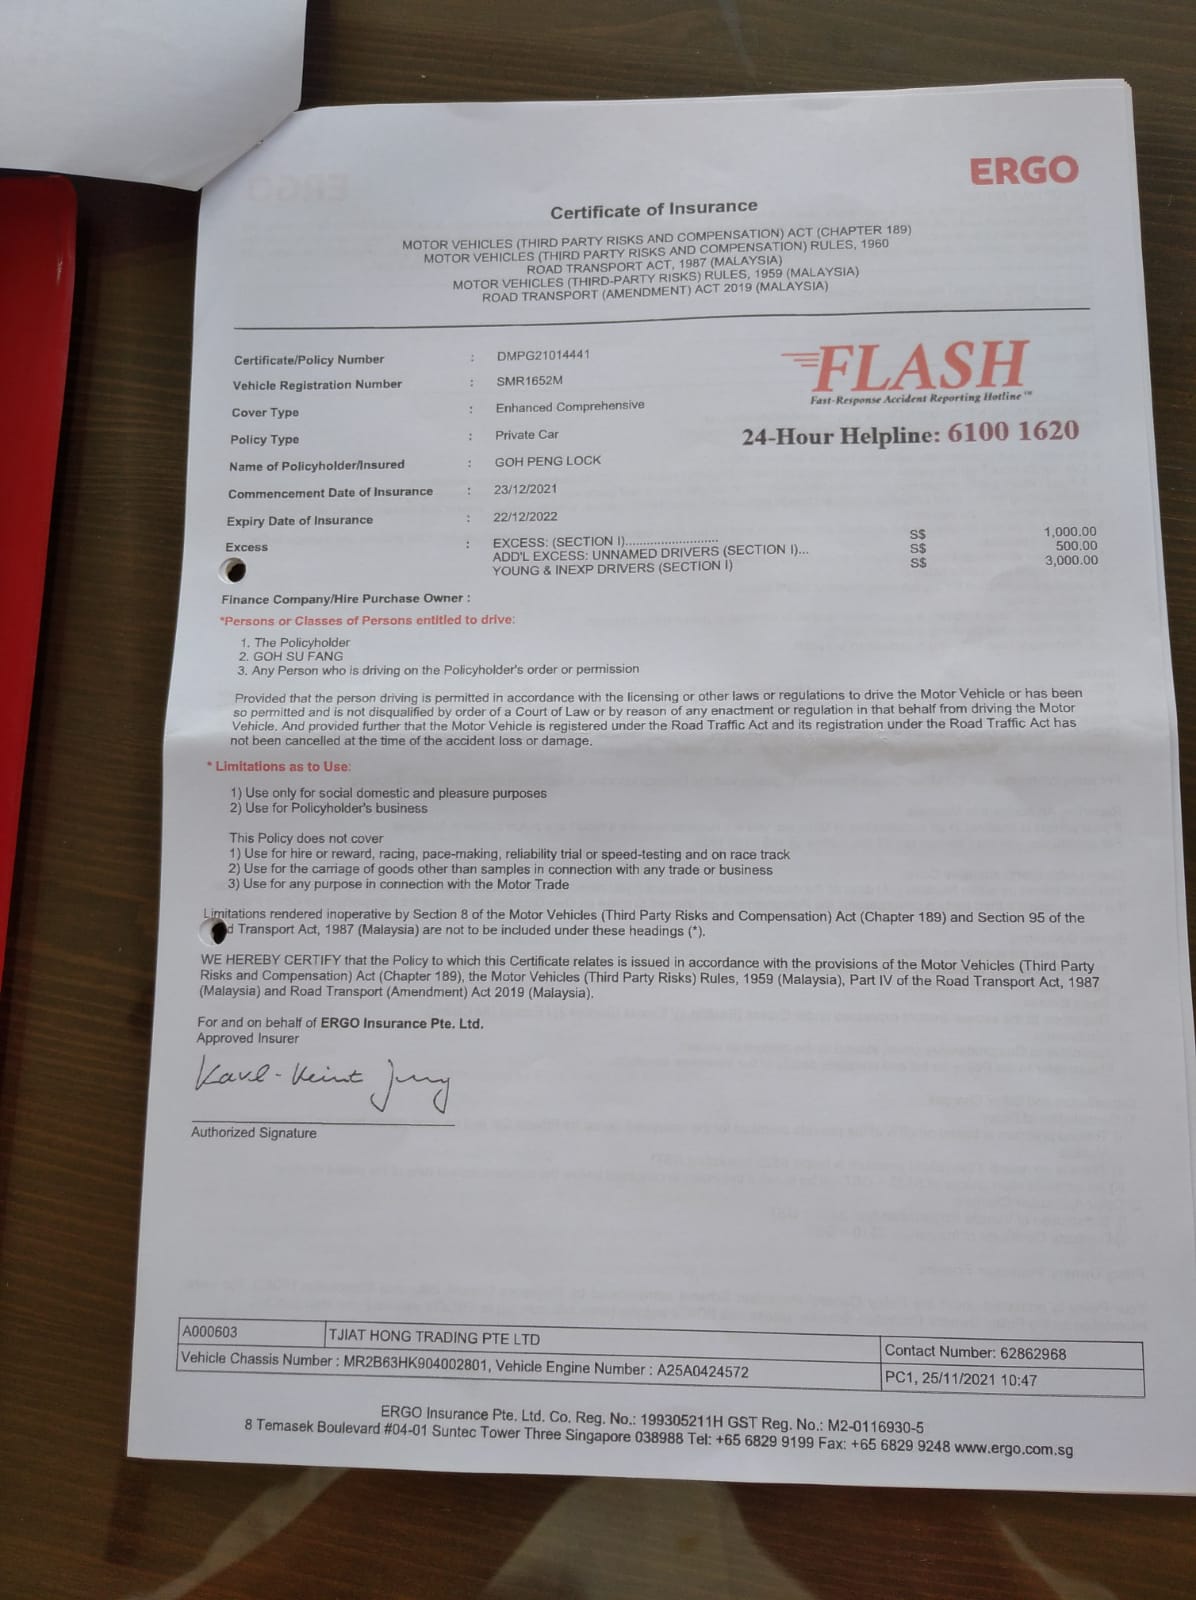 ERGO
Certificate of Insurance
MOTOR VEHICLES (THIRD PARTY RISKS AND COMPENSATION) ACT (CHAPTER 189)
MOTOR VEHICLES (THIRD PARTY RISKS AND COMPENSATION) RULES, 1960
ROAD TRANSPORT ACT, 1987 (MALAYSIA)
MOTOR VEHICLES (THIRD-PARTY RISKS) RULES, 1959 (MALAYSIA)
ROAD TRANSPORT (AMENDMENT) ACT 2019 (MALAYSIA)
FLASH
Fast-Response Accident Reporting Hotline™
24-Hour Helpline: 6100 1620
Certificate/Policy Number : DMPG21014441
Vehicle Registration Number : SMR1652M
Cover Type : Enhanced Comprehensive
Policy Type : Private Car
Name of Policyholder/Insured : GOH PENG LOCK
Commencement Date of Insurance : 23/12/2021
Expiry Date of Insurance : 22/12/2022
Excess : EXCESS: (SECTION I)........................ S$ 1,000.00
ADD'L EXCESS: UNNAMED DRIVERS (SECTION I)... S$ 500.00
YOUNG & INEXP DRIVERS (SECTION I) S$ 3,000.00
Finance Company/Hire Purchase Owner :
*Persons or Classes of Persons entitled to drive:
1. The Policyholder
2. GOH SU FANG
3. Any Person who is driving on the Policyholder's order or permission
Provided that the person driving is permitted in accordance with the licensing or other laws or regulations to drive the Motor Vehicle or has been
so permitted and is not disqualified by order of a Court of Law or by reason of any enactment or regulation in that behalf from driving the Motor
Vehicle. And provided further that the Motor Vehicle is registered under the Road Traffic Act and its registration under the Road Traffic Act has
not been cancelled at the time of the accident loss or damage.
* Limitations as to Use:
1) Use only for social domestic and pleasure purposes
2) Use for Policyholder's business
This Policy does not cover
1) Use for hire or reward, racing, pace-making, reliability trial or speed-testing and on race track
2) Use for the carriage of goods other than samples in connection with any trade or business
3) Use for any purpose in connection with the Motor Trade
Limitations rendered inoperative by Section 8 of the Motor Vehicles (Third Party Risks and Compensation) Act (Chapter 189) and Section 95 of the
d Transport Act, 1987 (Malaysia) are not to be included under these headings (*).
WE HEREBY CERTIFY that the Policy to which this Certificate relates is issued in accordance with the provisions of the Motor Vehicles (Third Party
Risks and Compensation) Act (Chapter 189), the Motor Vehicles (Third Party Risks) Rules, 1959 (Malaysia), Part IV of the Road Transport Act, 1987
(Malaysia) and Road Transport (Amendment) Act 2019 (Malaysia).
For and on behalf of ERGO Insurance Pte. Ltd.
Approved Insurer
Authorized Signature
A000603 TJIAT HONG TRADING PTE LTD Contact Number: 62862968
Vehicle Chassis Number : MR2B63HK904002801, Vehicle Engine Number : A25A0424572 PC1, 25/11/2021 10:47
ERGO Insurance Pte. Ltd. Co. Reg. No.: 199305211H GST Reg. No.: M2-0116930-5
8 Temasek Boulevard #04-01 Suntec Tower Three Singapore 038988 Tel: +65 6829 9199 Fax: +65 6829 9248 www.ergo.com.sg